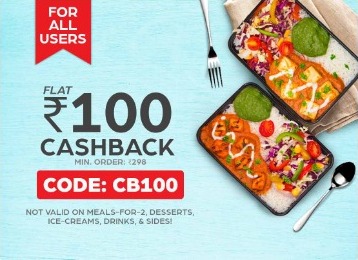 FOR
ALL
USERS
FLAT
₹100
CASHBACK
MIN. ORDER: ₹298
CODE: CB100
NOT VALID ON MEALS-FOR-2, DESSERTS,
ICE-CREAMS, DRINKS, & SIDES!